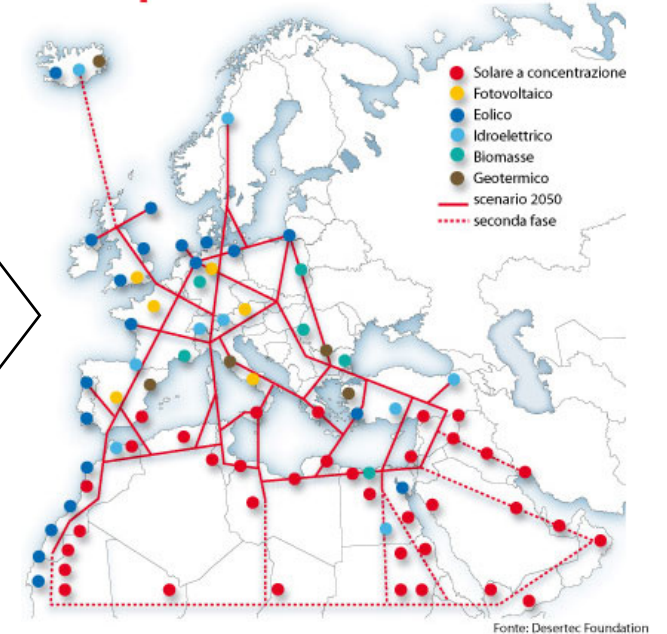 Solare a concentrazione
Fotovoltaico
Eolico
Idroelettrico
Biomasse
Geotermico
scenario 2050
seconda fase
Fonte: Desertec Foundation